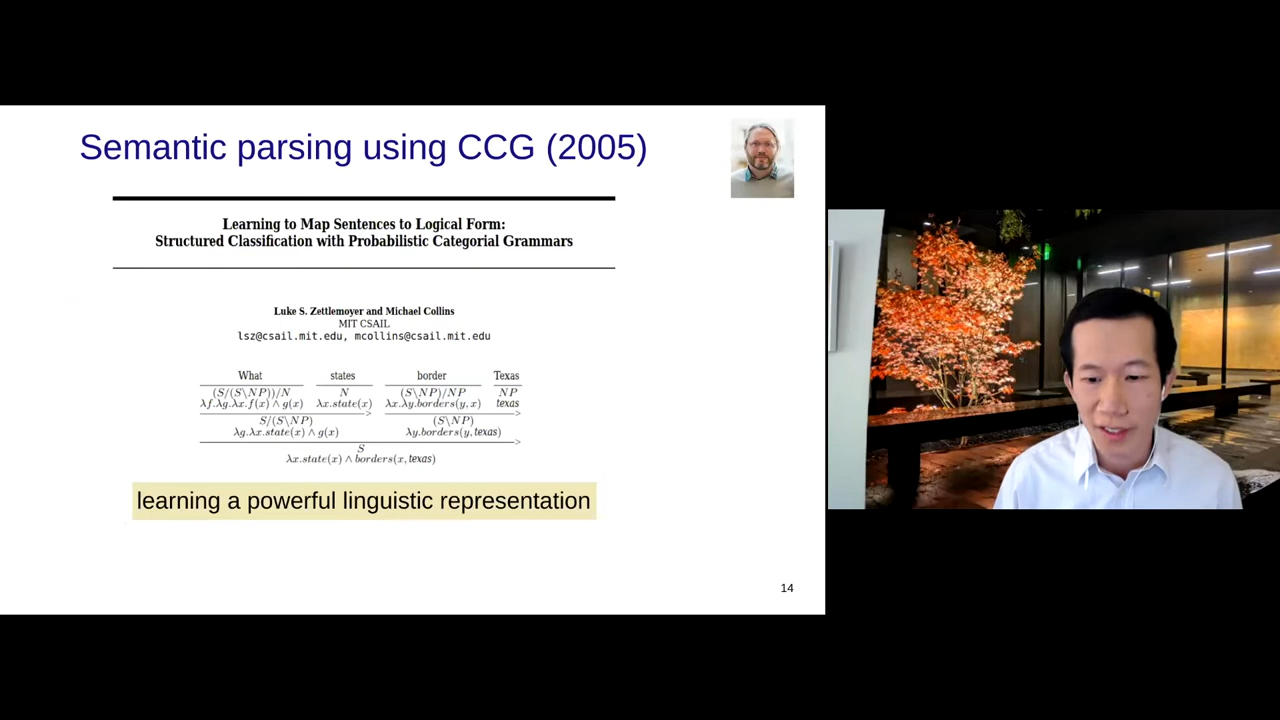 Semantic parsing using CCG (2005)
Learning to Map Sentences to Logical Form:
Structured Classification with Probabilistic Categorial Grammars
Luke S. Zettlemoyer and Michael Collins
MIT CSAIL
lsz@csail.mit.edu, mcollins@csail.mit.edu
What states border Texas
(S/(S\NP))/N N (S\NP)/NP NP
λf.λg.λx.f(x) ∧ g(x) λx.state(x) λx.λy.borders(y, x) texas
> >
S/(S\NP) (S\NP)
λg.λx.state(x) ∧ g(x) λy.borders(y, texas)
>
S
λx.state(x) ∧ borders(x, texas)
learning a powerful linguistic representation
14